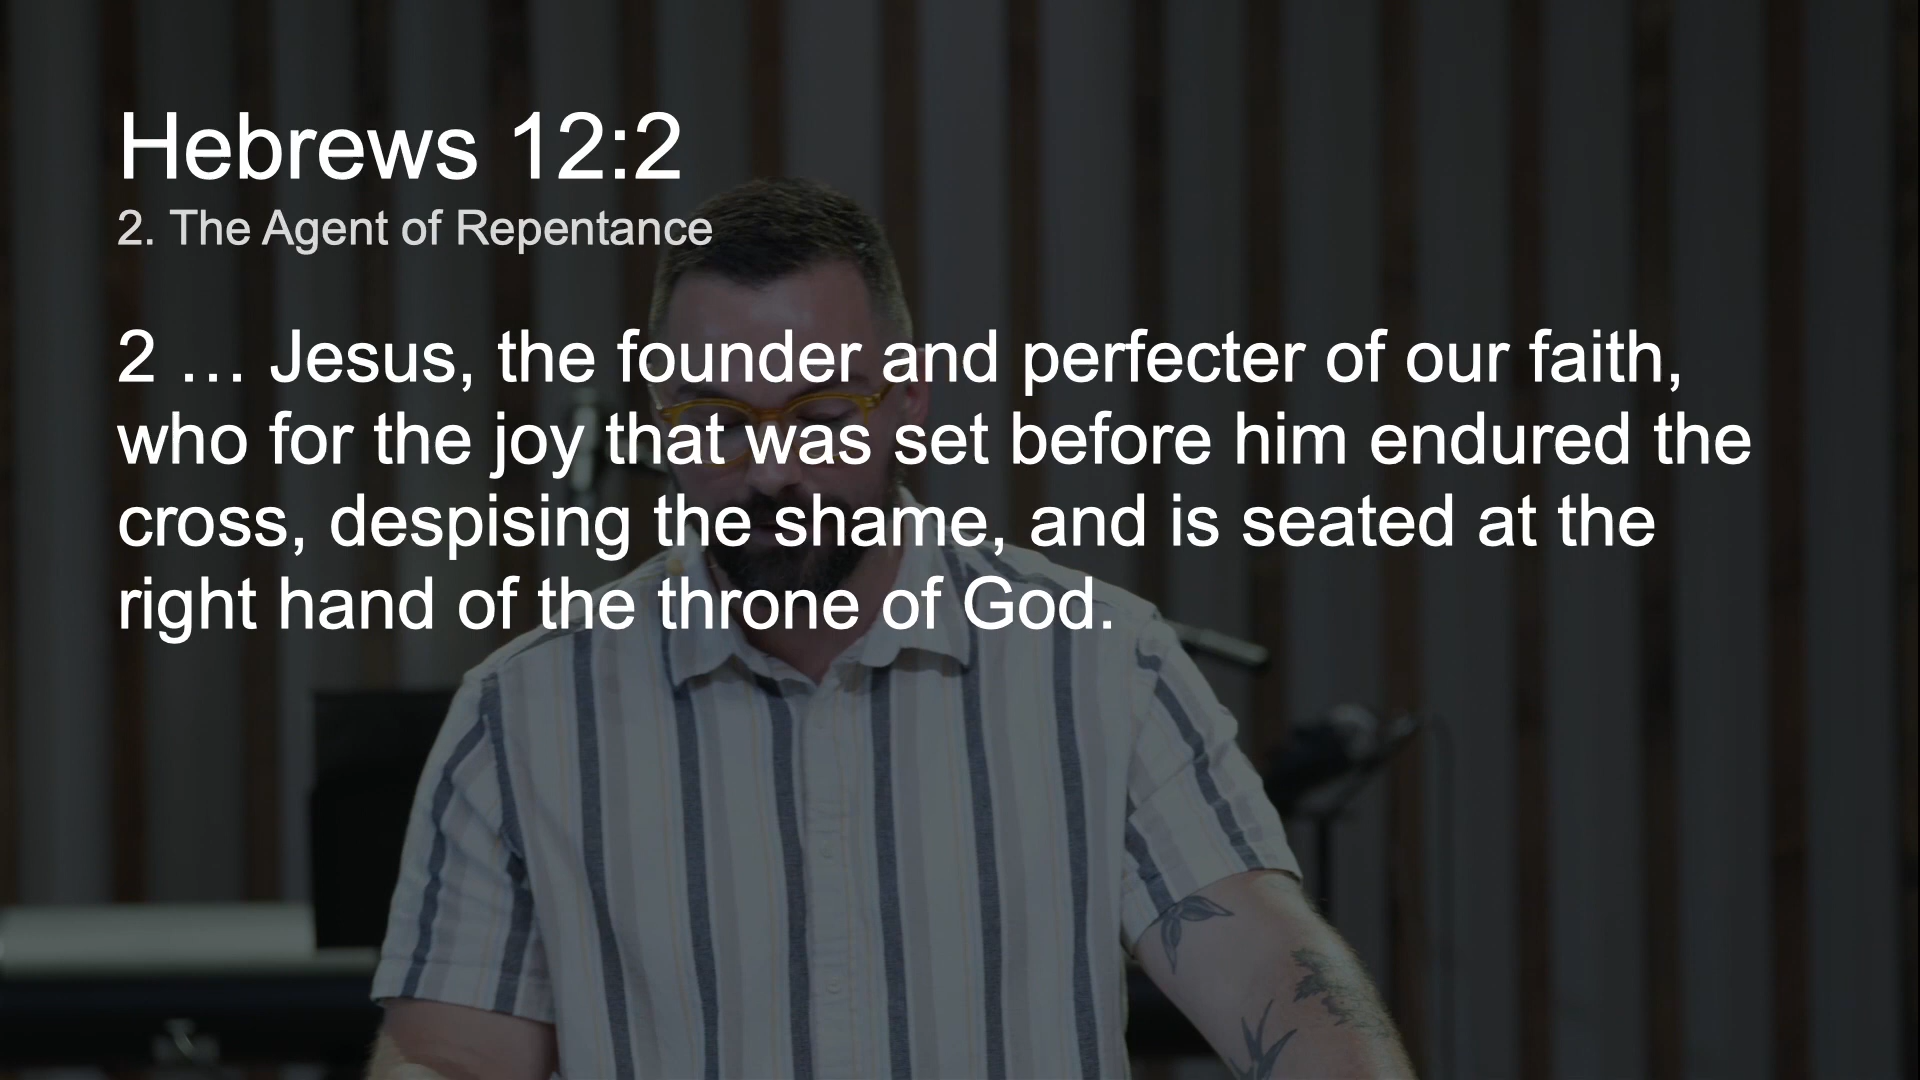 Hebrews 12:2
2. The Agent of Repentance
2 … Jesus, the founder and perfecter of our faith,
who for the joy that was set before him endured the
cross, despising the shame, and is seated at the
right hand of the throne of God.